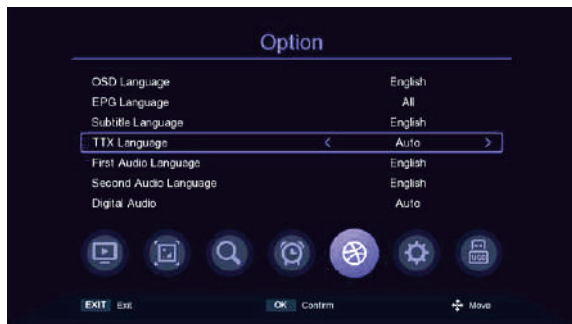 Option
OSD Language English
EPG Language All
Subtitle Language English
TTX Language < Auto >
First Audio Language English
Second Audio Language English
Digital Audio Auto
USB
EXIT Exit OK Confirm Move